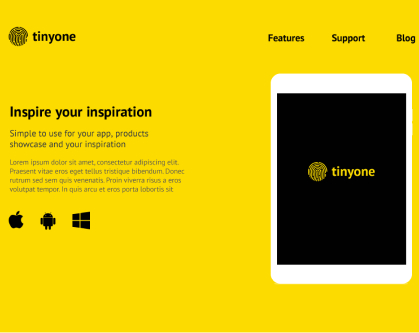 tinyone
Features Support Blog
Inspire your inspiration
Simple to use for your app, products
showcase and your inspiration
Lorem ipsum dolor sit amet, consectetur adipiscing elit.
Praesent vitae eros eget tellus tristique bibendum. Donec
rutrum sed sem quis venenatis. Proin viverra risus a eros
volutpat tempor. In quis arcu et eros porta lobortis sit
tinyone